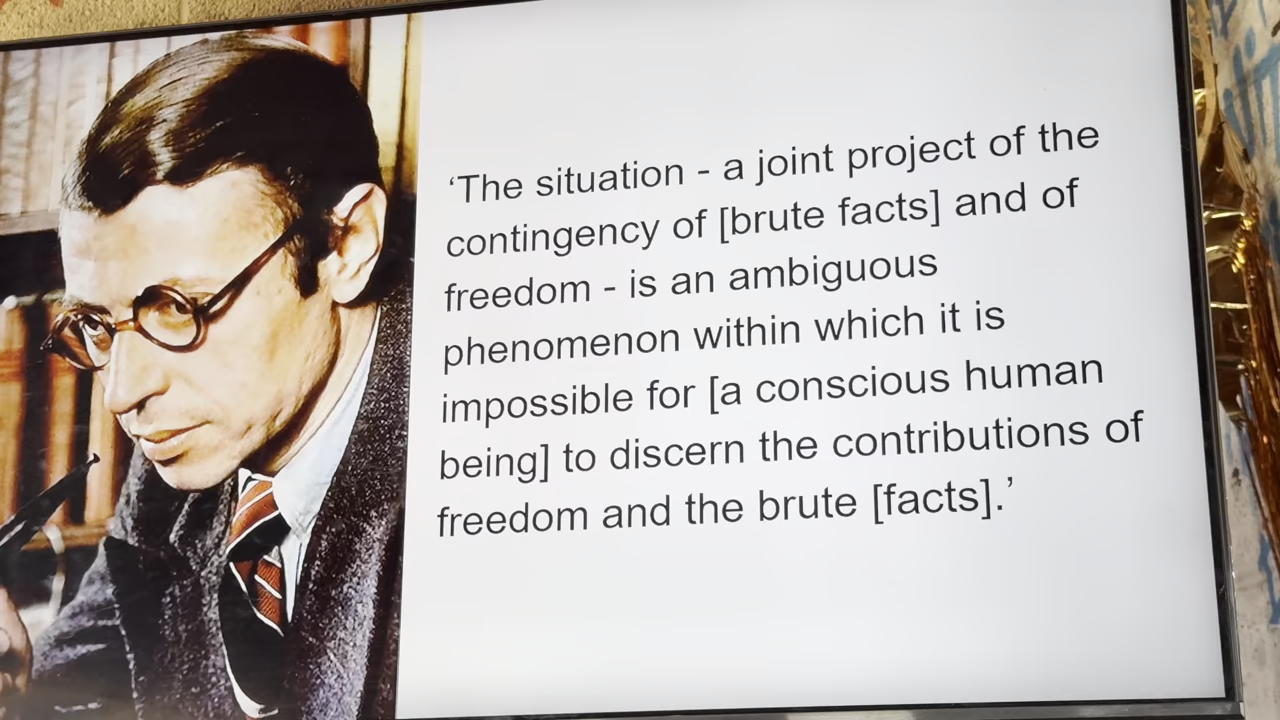 ‘The situation - a joint project of the
contingency of [brute facts] and of
freedom - is an ambiguous
phenomenon within which it is
impossible for [a conscious human
being] to discern the contributions of
freedom and the brute [facts].’